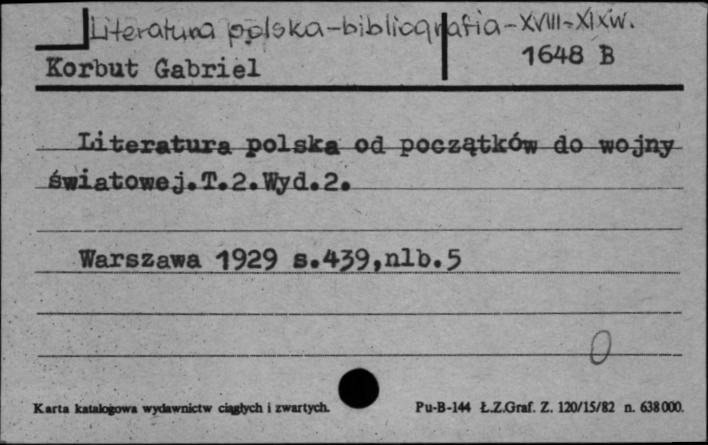 Literatura polska-bibliografia-XVIII-XIXw.
Korbut Gabriel
1648 B
Literatura polska od początków do wojny
światowej.T.2.Wyd.2.
Warszawa 1929 s.439,nlb.5
0
Karta katalogowa wydawnictw ciągłych i zwartych.
Pu-B-144 Ł.Z.Graf. Z. 120/15/82 n. 638000.